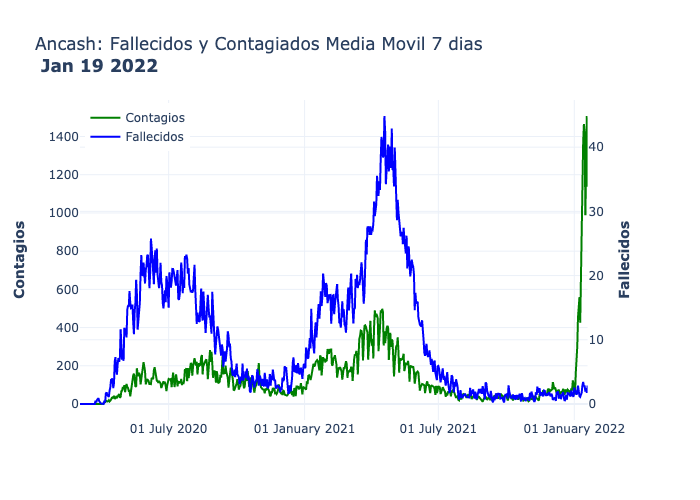 Ancash: Fallecidos y Contagiados Media Movil 7 dias
Jan 19 2022
Contagios
Fallecidos
1400
1200
1000
800
600
400
200
0
40
30
20
10
0
Contagios
Fallecidos
01 July 2020
01 January 2021
01 July 2021
01 January 2022